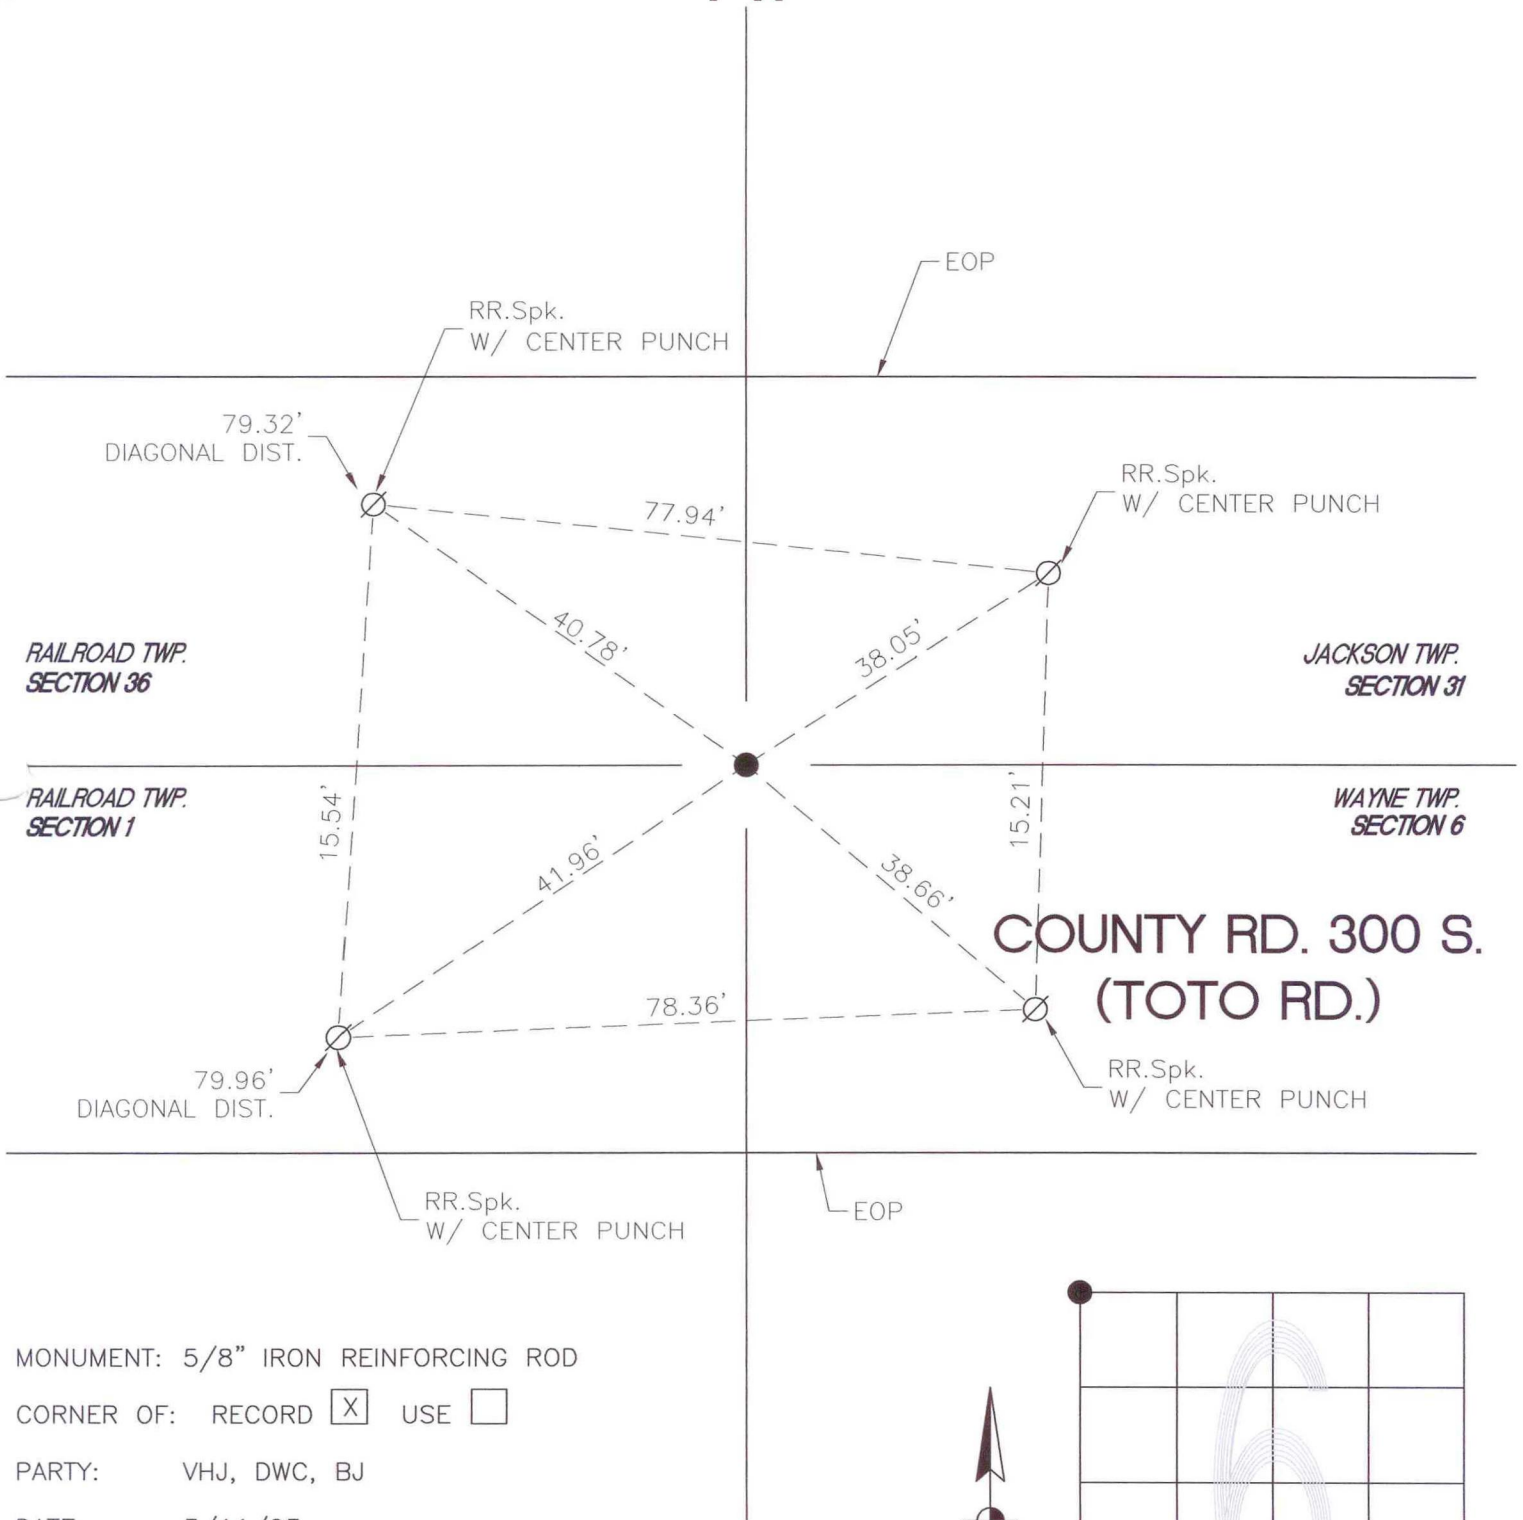 EOP
RR.Spk.
W/ CENTER PUNCH
79.32'
DIAGONAL DIST.
RR.Spk.
W/ CENTER PUNCH
77.94'
40.78'
38.05'
RAILROAD TWP.
SECTION 36
JACKSON TWP.
SECTION 31
15.54'
15.21'
RAILROAD TWP.
SECTION 1
WAYNE TWP.
SECTION 6
41.96'
38.66'
COUNTY RD. 300 S.
(TOTO RD.)
78.36'
79.96'
DIAGONAL DIST.
RR.Spk.
W/ CENTER PUNCH
RR.Spk.
W/ CENTER PUNCH
EOP
MONUMENT: 5/8” IRON REINFORCING ROD
CORNER OF: RECORD X USE
PARTY: VHJ, DWC, BJ
6